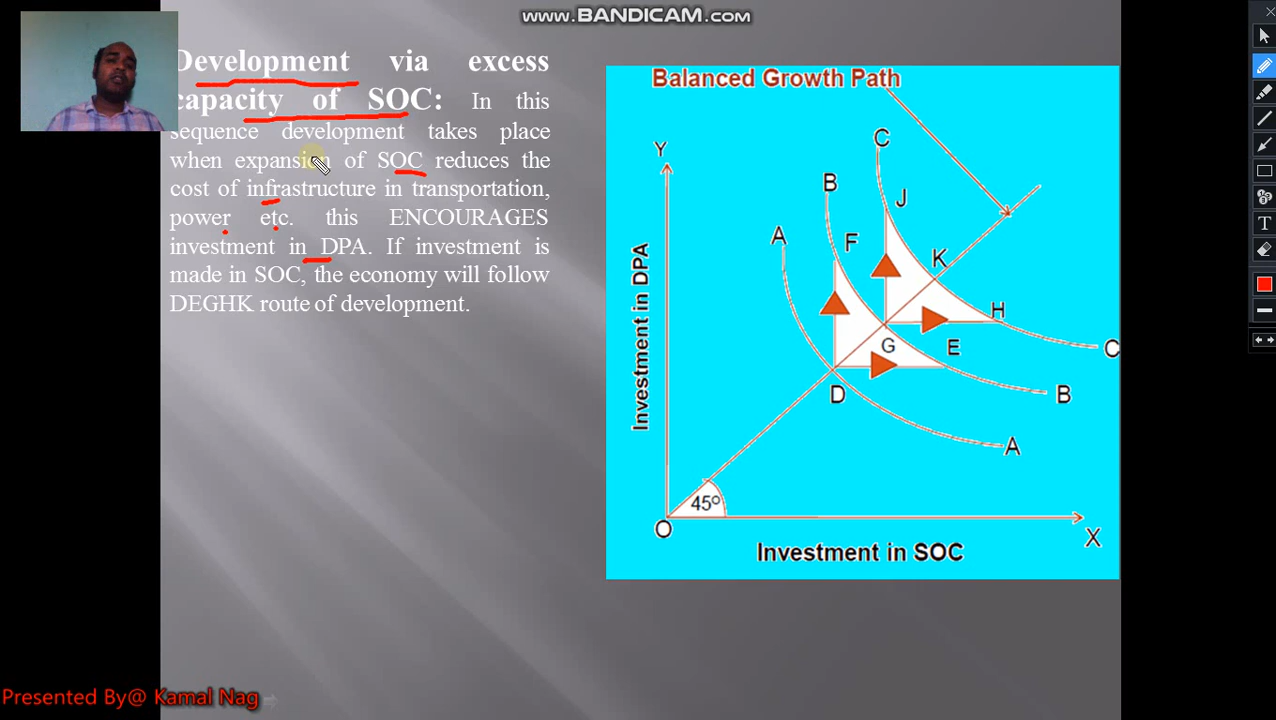 www.BANDICAM.com
Development via excess
capacity of SOC: In this
sequence development takes place
when expansion of SOC reduces the
cost of infrastructure in transportation,
power etc. this ENCOURAGES
investment in DPA. If investment is
made in SOC, the economy will follow
DEGHK route of development.
Balanced Growth Path
C
Y
J
B
A
F
K
H
G
E
C
D
B
A
Investment in DPA
45º
O
X
Investment in SOC
Presented By@ Kamal Nag
T